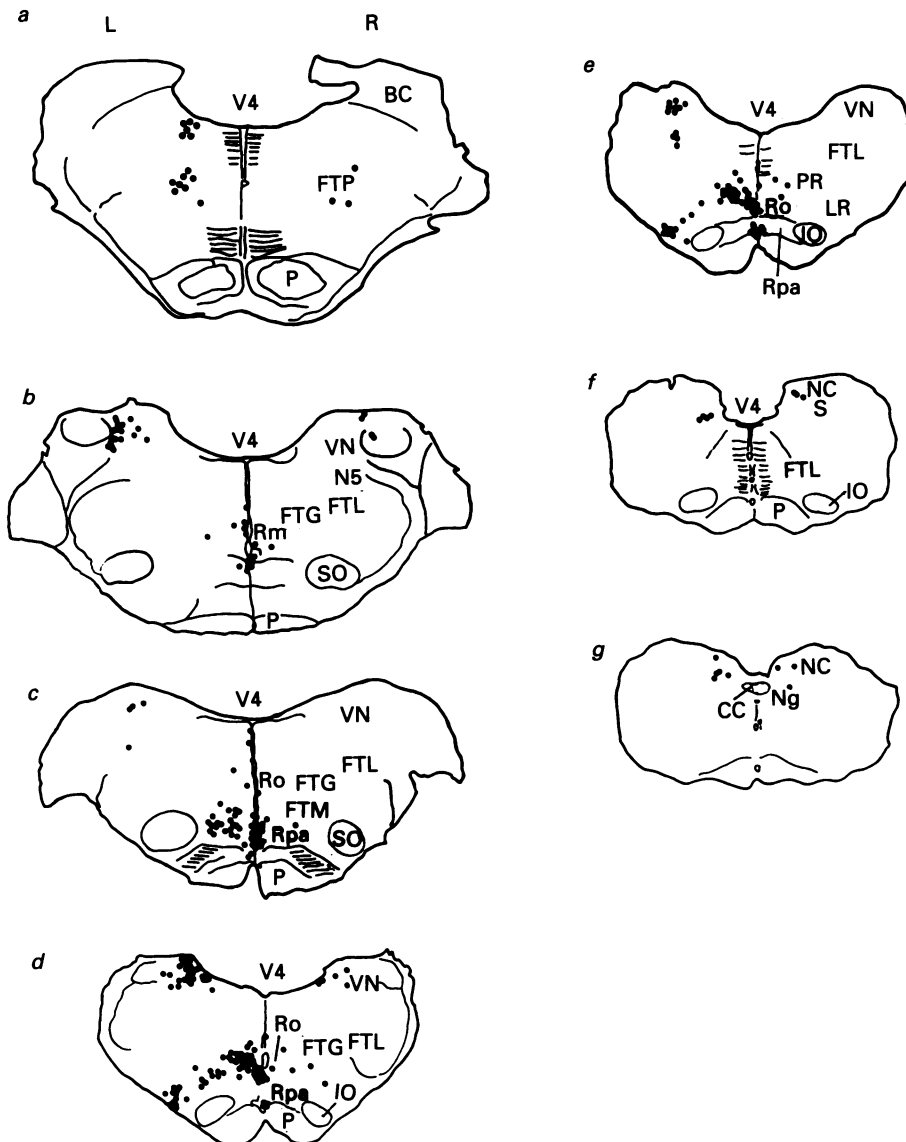 a
L R
BC
V4
FTP
P
b
V4
VN
N5
FTL
FTG
Rm
SO
P
c
V4
VN
FTL
Ro FTG
FTM
Rpa SO
P
d
V4
VN
Ro
FTG FTL
Rpa IO
P
e
V4 VN
FTL
PR
Ro LR
IO
Rpa
f
NC
V4 S
FTL
IO
P
g
NC
Ng
CC